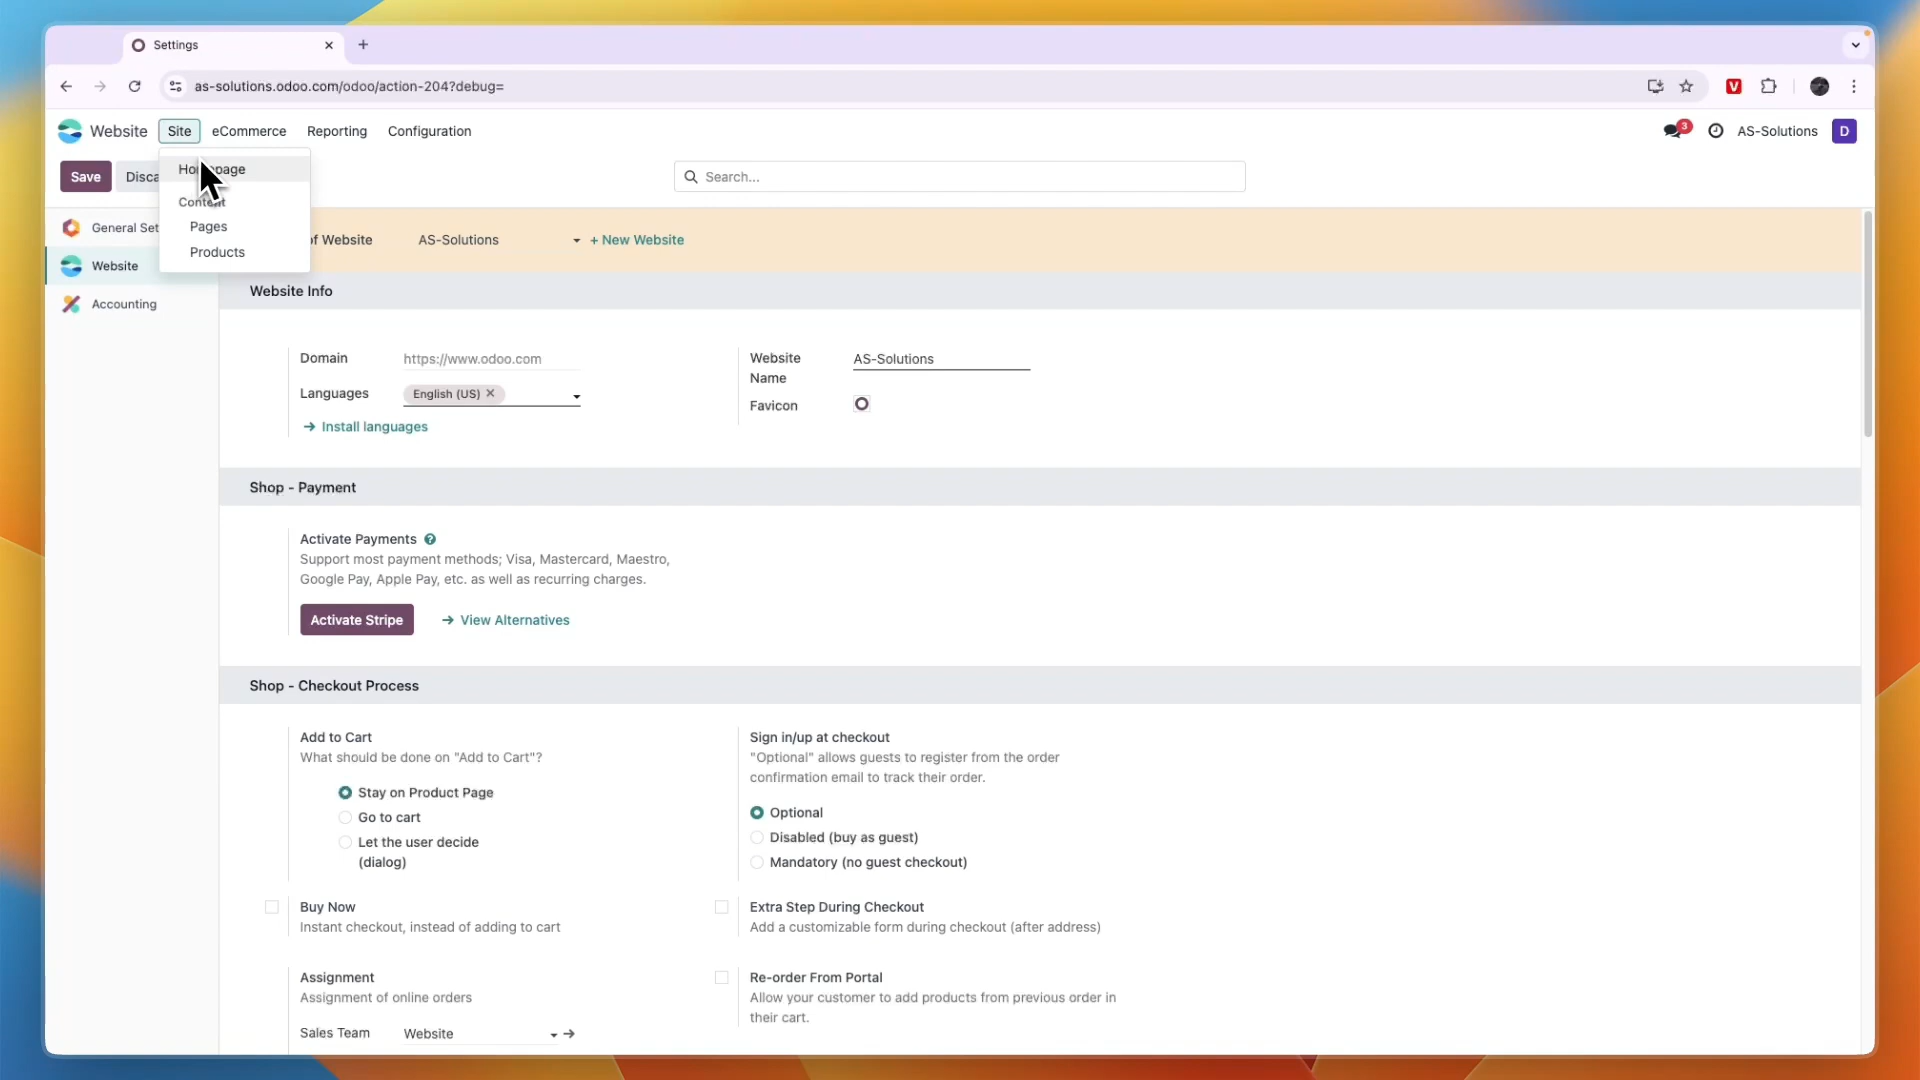 Settings
as-solutions.odoo.com/odoo/action-204?debug=
Website
Site
eCommerce
Reporting
Configuration
3
AS-Solutions
D
Save
Disca
Search...
Homepage
Content
Pages
Products
General Set
Website
Accounting
of Website
AS-Solutions
+ New Website
Website Info
Domain
https://www.odoo.com
Languages
English (US)
Install languages
Website
Name
AS-Solutions
Favicon
Shop - Payment
Activate Payments
Support most payment methods; Visa, Mastercard, Maestro,
Google Pay, Apple Pay, etc. as well as recurring charges.
Activate Stripe
View Alternatives
Shop - Checkout Process
Add to Cart
What should be done on "Add to Cart"?
Stay on Product Page
Go to cart
Let the user decide
(dialog)
Sign in/up at checkout
"Optional" allows guests to register from the order
confirmation email to track their order.
Optional
Disabled (buy as guest)
Mandatory (no guest checkout)
Buy Now
Instant checkout, instead of adding to cart
Extra Step During Checkout
Add a customizable form during checkout (after address)
Assignment
Assignment of online orders
Sales Team
Website
Re-order From Portal
Allow your customer to add products from previous order in
their cart.